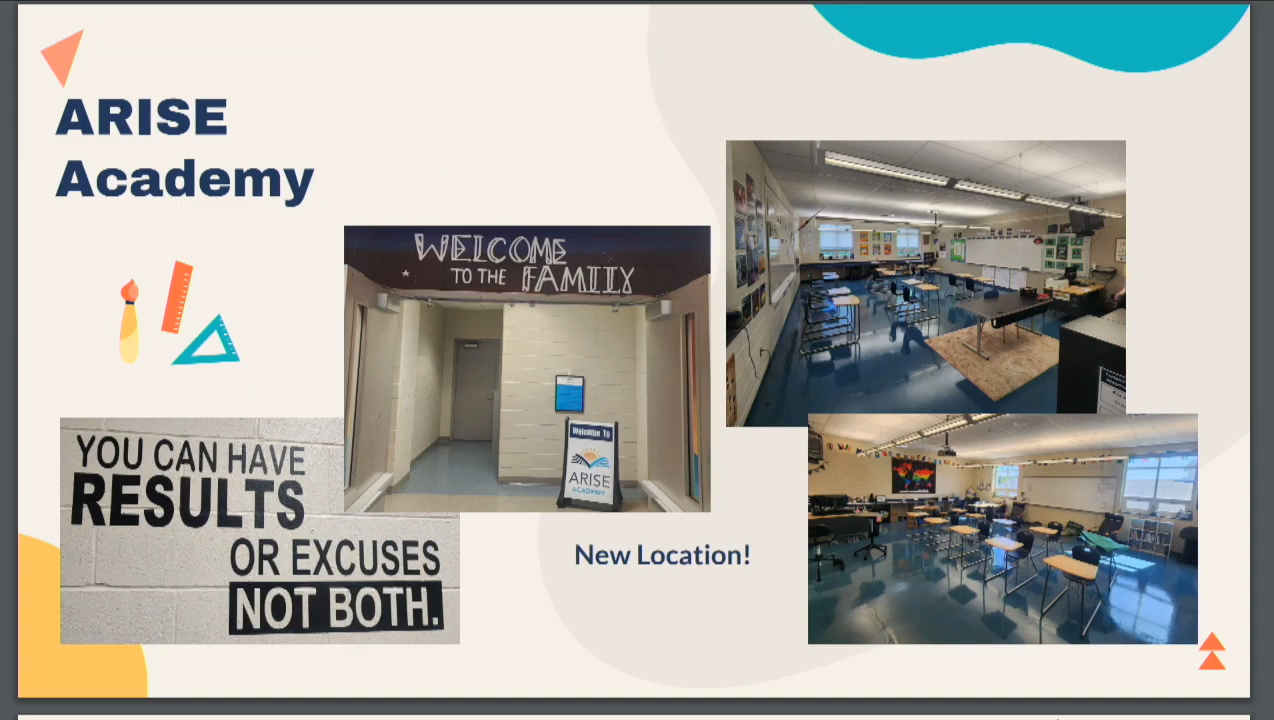 ARISE
Academy
WELCOME
TO THE FAMILY
Welcome To
ARISE
ACADEMY
YOU CAN HAVE
RESULTS
OR EXCUSES
NOT BOTH.
New Location!